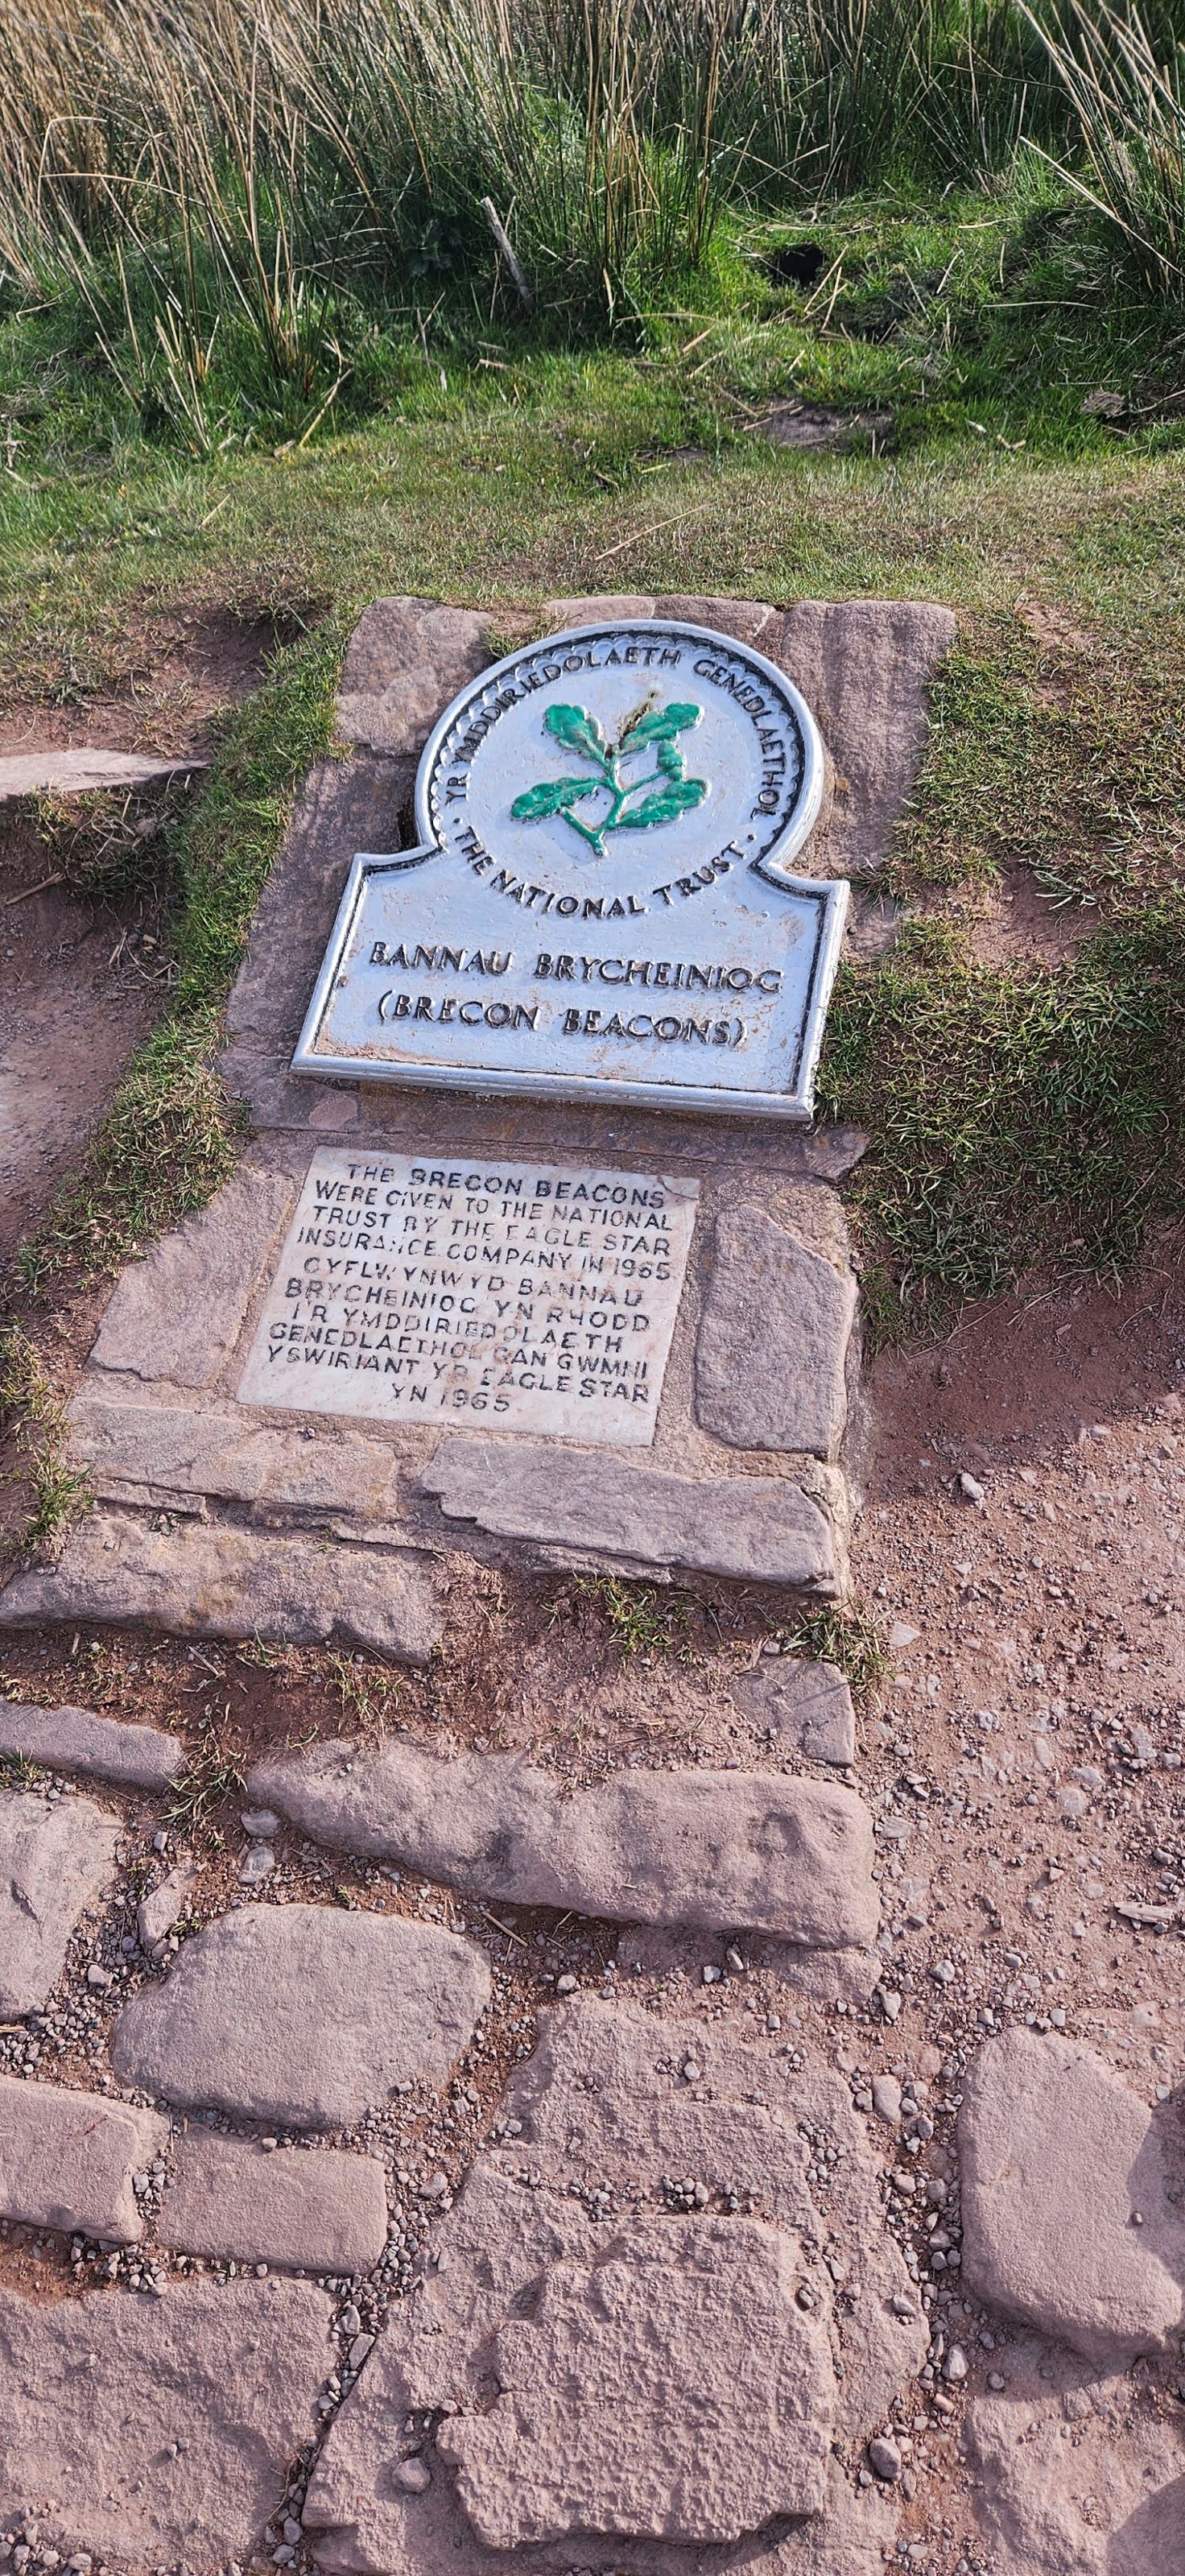 YR YMDDIRIEDOLAETH GENEDLAETHOL
· THE NATIONAL TRUST ·
BANNAU BRYCHEINIOG
(BRECON BEACONS)
THE BRECON BEACONS
WERE GIVEN TO THE NATIONAL
TRUST BY THE EAGLE STAR
INSURANCE COMPANY IN 1965
CYFLWYNWYD BANNAU
BRYCHEINIOG YN RHODD
I'R YMDDIRIEDOLAETH
GENEDLAETHOL GAN GWMNI
YSWIRIANT YR EAGLE STAR
YN 1965